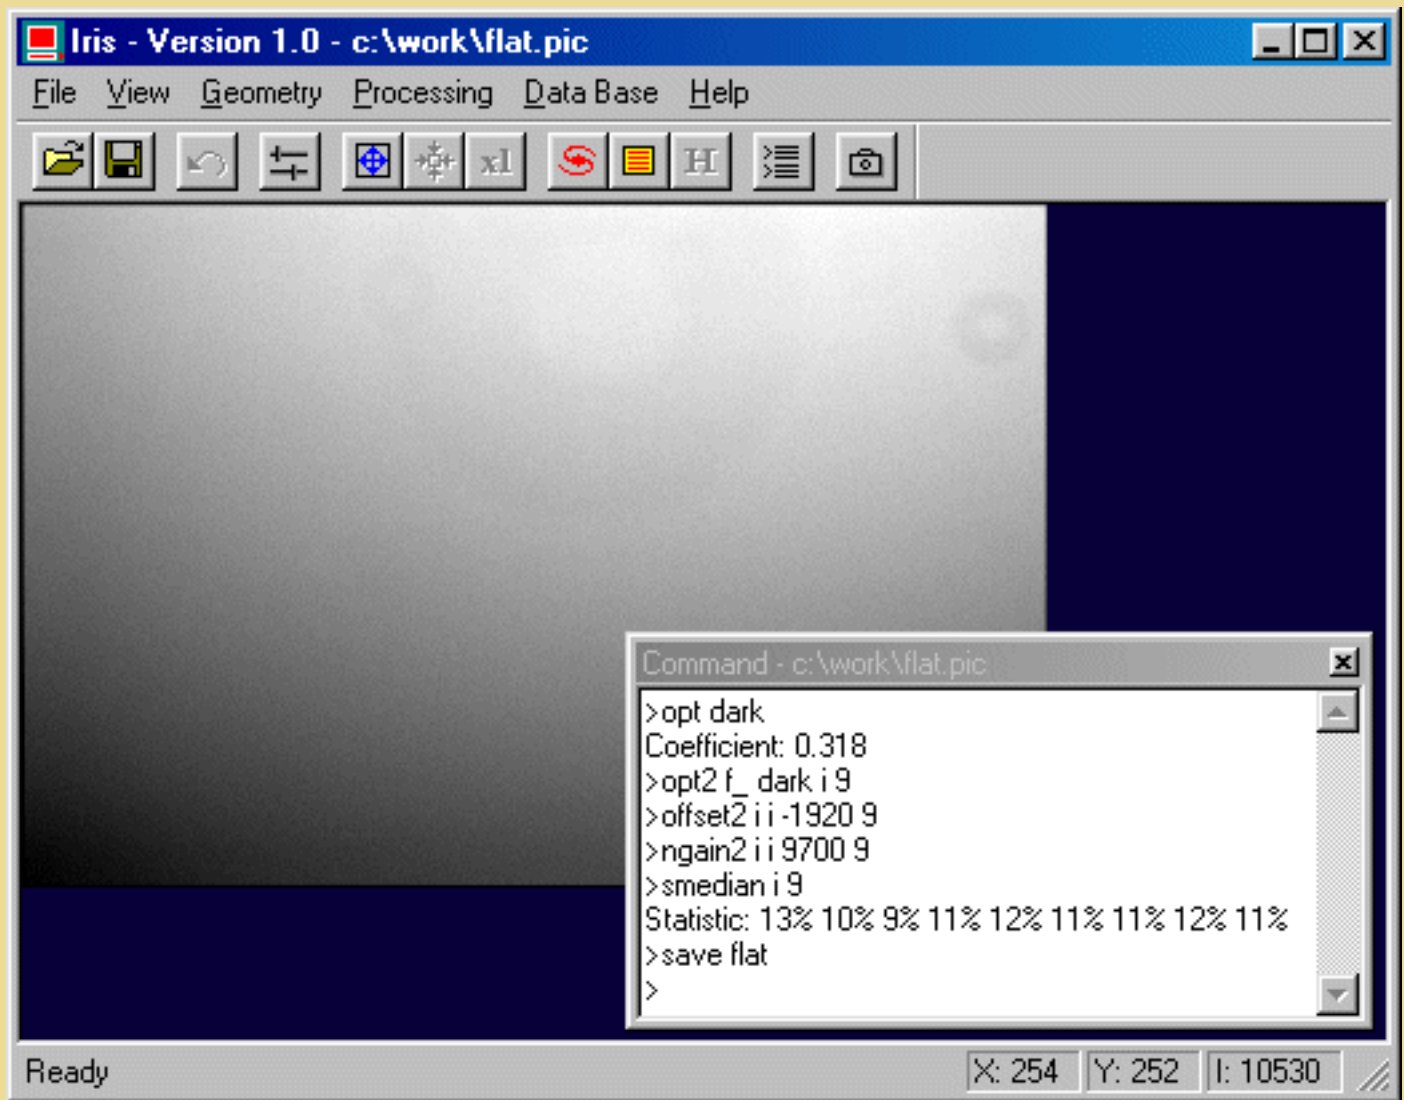 Iris - Version 1.0 - c:\work\flat.pic
File View Geometry Processing Data Base Help
x1 H
Command - c:\work\flat.pic
>opt dark
Coefficient: 0.318
>opt2 f_ dark i 9
>offset2 i i -1920 9
>ngain2 i i 9700 9
>smedian i 9
Statistic: 13% 10% 9% 11% 12% 11% 11% 12% 11%
>save flat
>
Ready X: 254 Y: 252 I: 10530